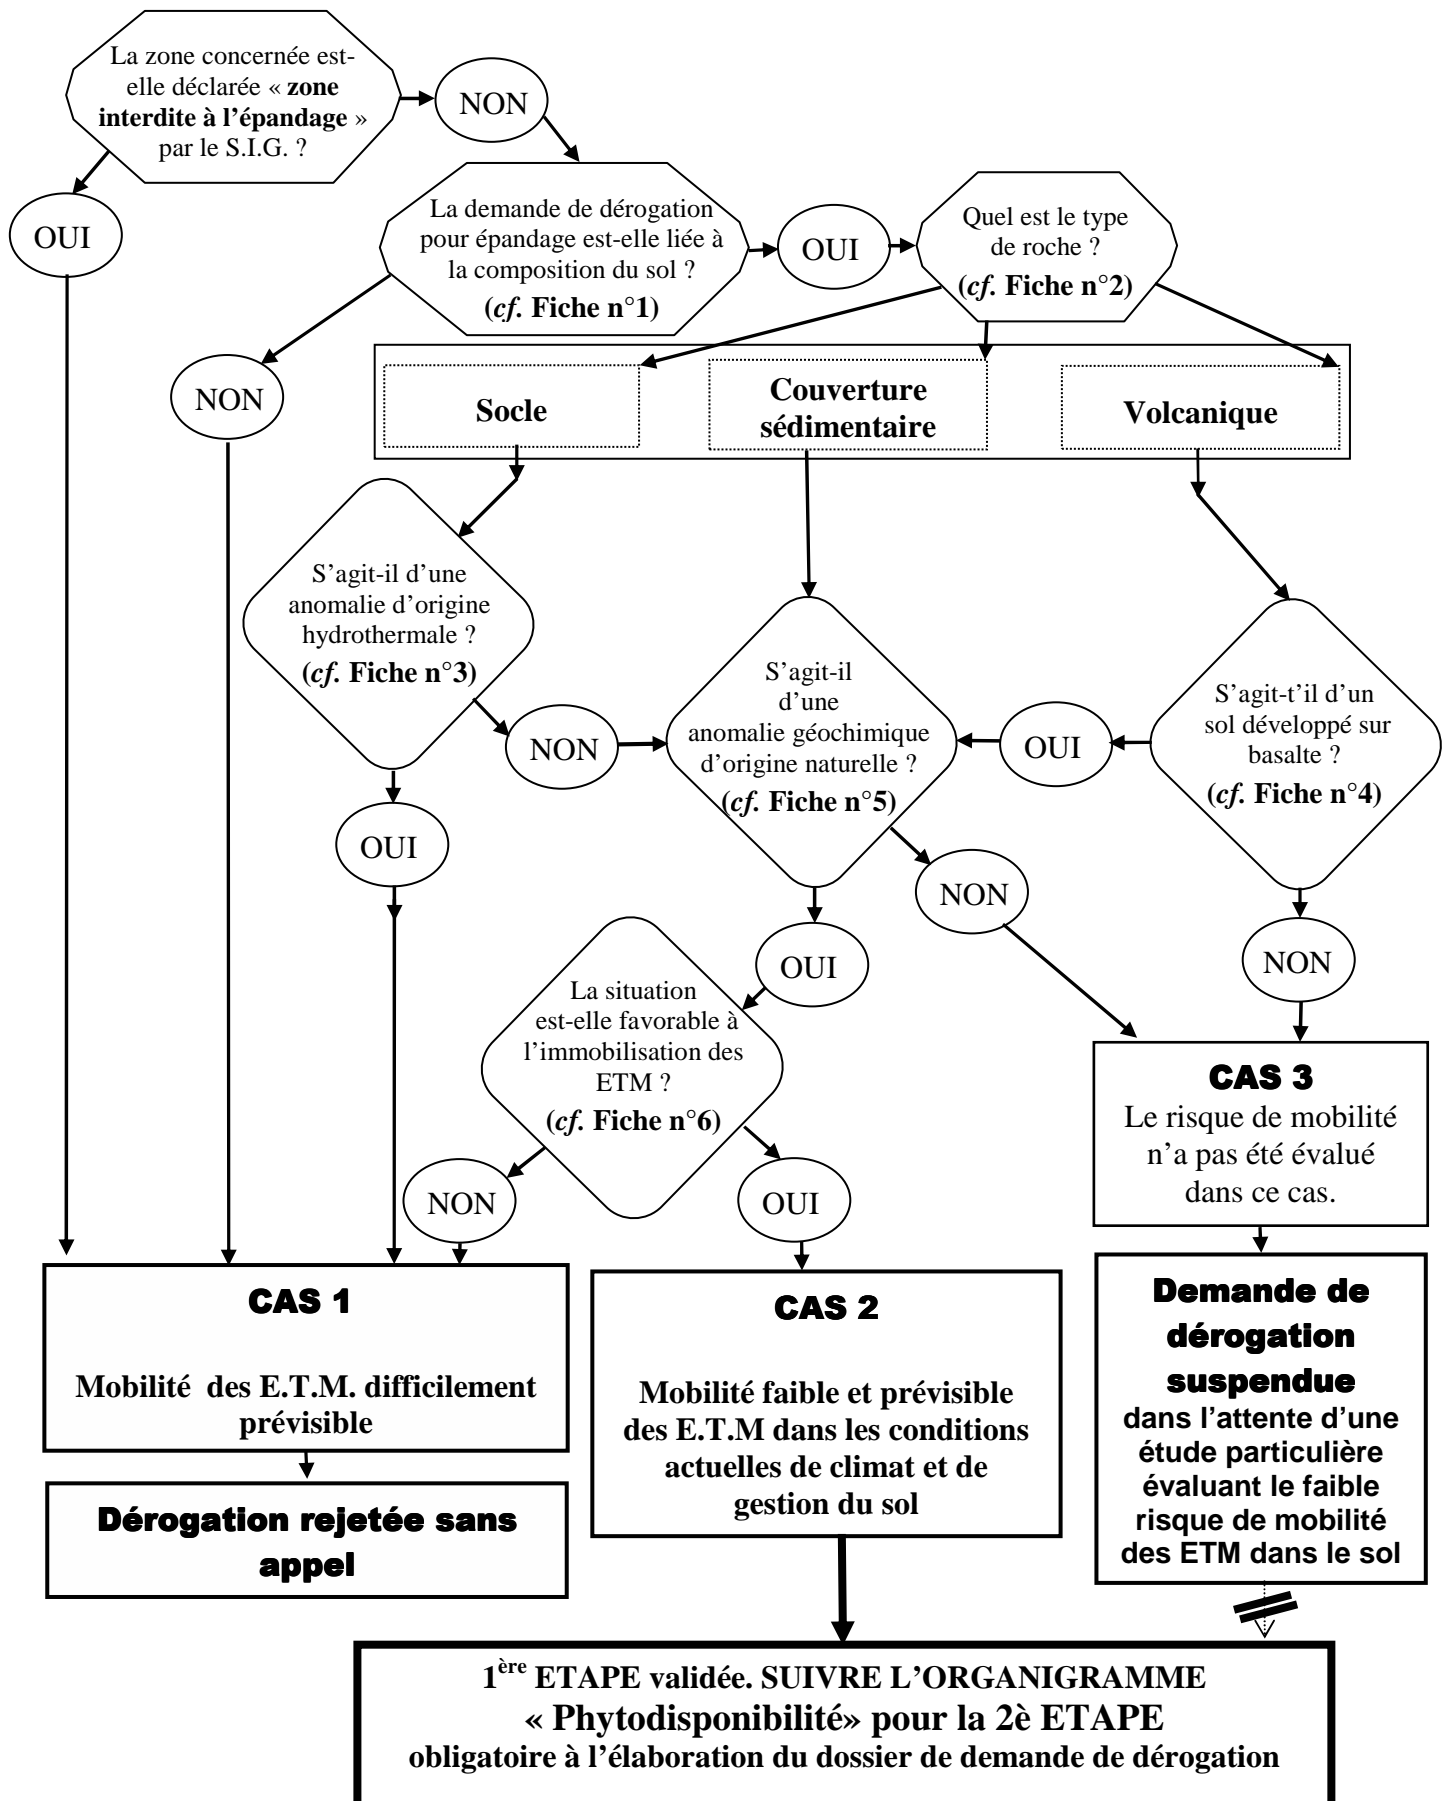 La zone concernée est-
elle déclarée « zone
interdite à l'épandage »
par le S.I.G. ?
NON
OUI
La demande de dérogation
pour épandage est-elle liée à
la composition du sol ?
(cf. Fiche n°1)
OUI
Quel est le type
de roche ?
(cf. Fiche n°2)
NON
Socle
Couverture
sédimentaire
Volcanique
S'agit-il d'une
anomalie d'origine
hydrothermale ?
(cf. Fiche n°3)
NON
OUI
S'agit-il
d'une
anomalie géochimique
d'origine naturelle ?
(cf. Fiche n°5)
OUI
S'agit-t'il d'un
sol développé sur
basalte ?
(cf. Fiche n°4)
NON
OUI
NON
La situation
est-elle favorable à
l'immobilisation des
ETM ?
(cf. Fiche n°6)
NON
OUI
CAS 3
Le risque de mobilité
n'a pas été évalué
dans ce cas.
CAS 1
Mobilité des E.T.M. difficilement
prévisible
Dérogation rejetée sans
appel
CAS 2
Mobilité faible et prévisible
des E.T.M dans les conditions
actuelles de climat et de
gestion du sol
Demande de
dérogation
suspendue
dans l'attente d'une
étude particulière
évaluant le faible
risque de mobilité
des ETM dans le sol
1ère ETAPE validée. SUIVRE L'ORGANIGRAMME
« Phytodisponibilité» pour la 2è ETAPE
obligatoire à l'élaboration du dossier de demande de dérogation